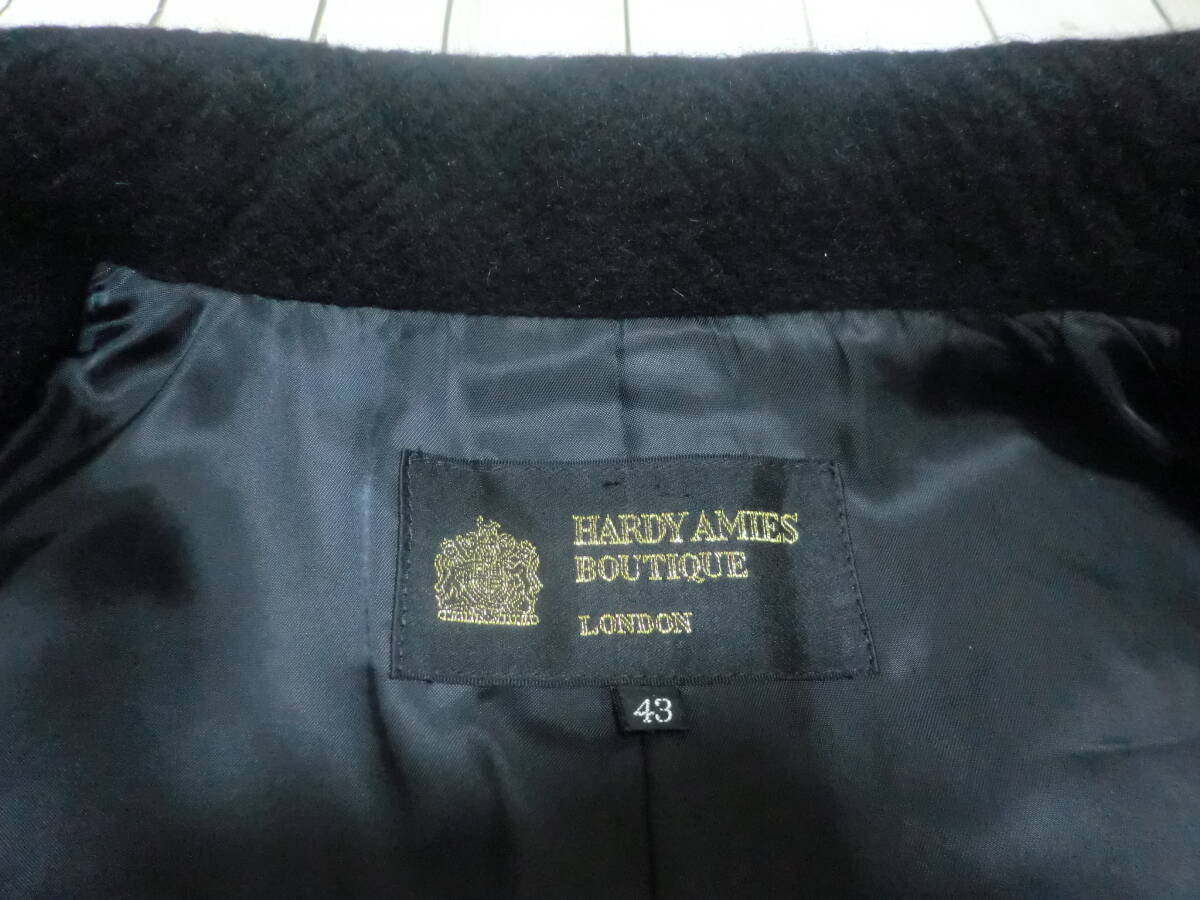 HARDY AMIES
BOUTIQUE
LONDON
43